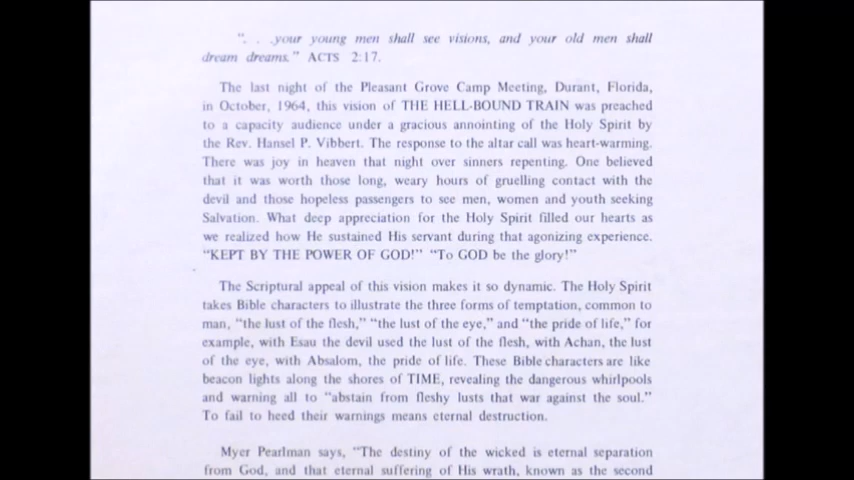 ". . .your young men shall see visions, and your old men shall
dream dreams." ACTS 2:17.
The last night of the Pleasant Grove Camp Meeting, Durant, Florida,
in October, 1964, this vision of THE HELL-BOUND TRAIN was preached
to a capacity audience under a gracious annointing of the Holy Spirit by
the Rev. Hansel P. Vibbert. The response to the altar call was heart-warming.
There was joy in heaven that night over sinners repenting. One believed
that it was worth those long, weary hours of gruelling contact with the
devil and those hopeless passengers to see men, women and youth seeking
Salvation. What deep appreciation for the Holy Spirit filled our hearts as
we realized how He sustained His servant during that agonizing experience.
"KEPT BY THE POWER OF GOD!" "To GOD be the glory!"
The Scriptural appeal of this vision makes it so dynamic. The Holy Spirit
takes Bible characters to illustrate the three forms of temptation, common to
man, "the lust of the flesh," "the lust of the eye," and "the pride of life," for
example, with Esau the devil used the lust of the flesh, with Achan, the lust
of the eye, with Absalom, the pride of life. These Bible characters are like
beacon lights along the shores of TIME, revealing the dangerous whirlpools
and warning all to "abstain from fleshy lusts that war against the soul."
To fail to heed their warnings means eternal destruction.
Myer Pearlman says, "The destiny of the wicked is eternal separation
from God, and that eternal suffering of His wrath, known as the second